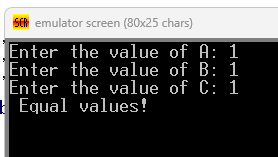 SCR
emulator screen (80x25 chars)
Enter the value of A: 1
Enter the value of B: 1
Enter the value of C: 1
 Equal values!